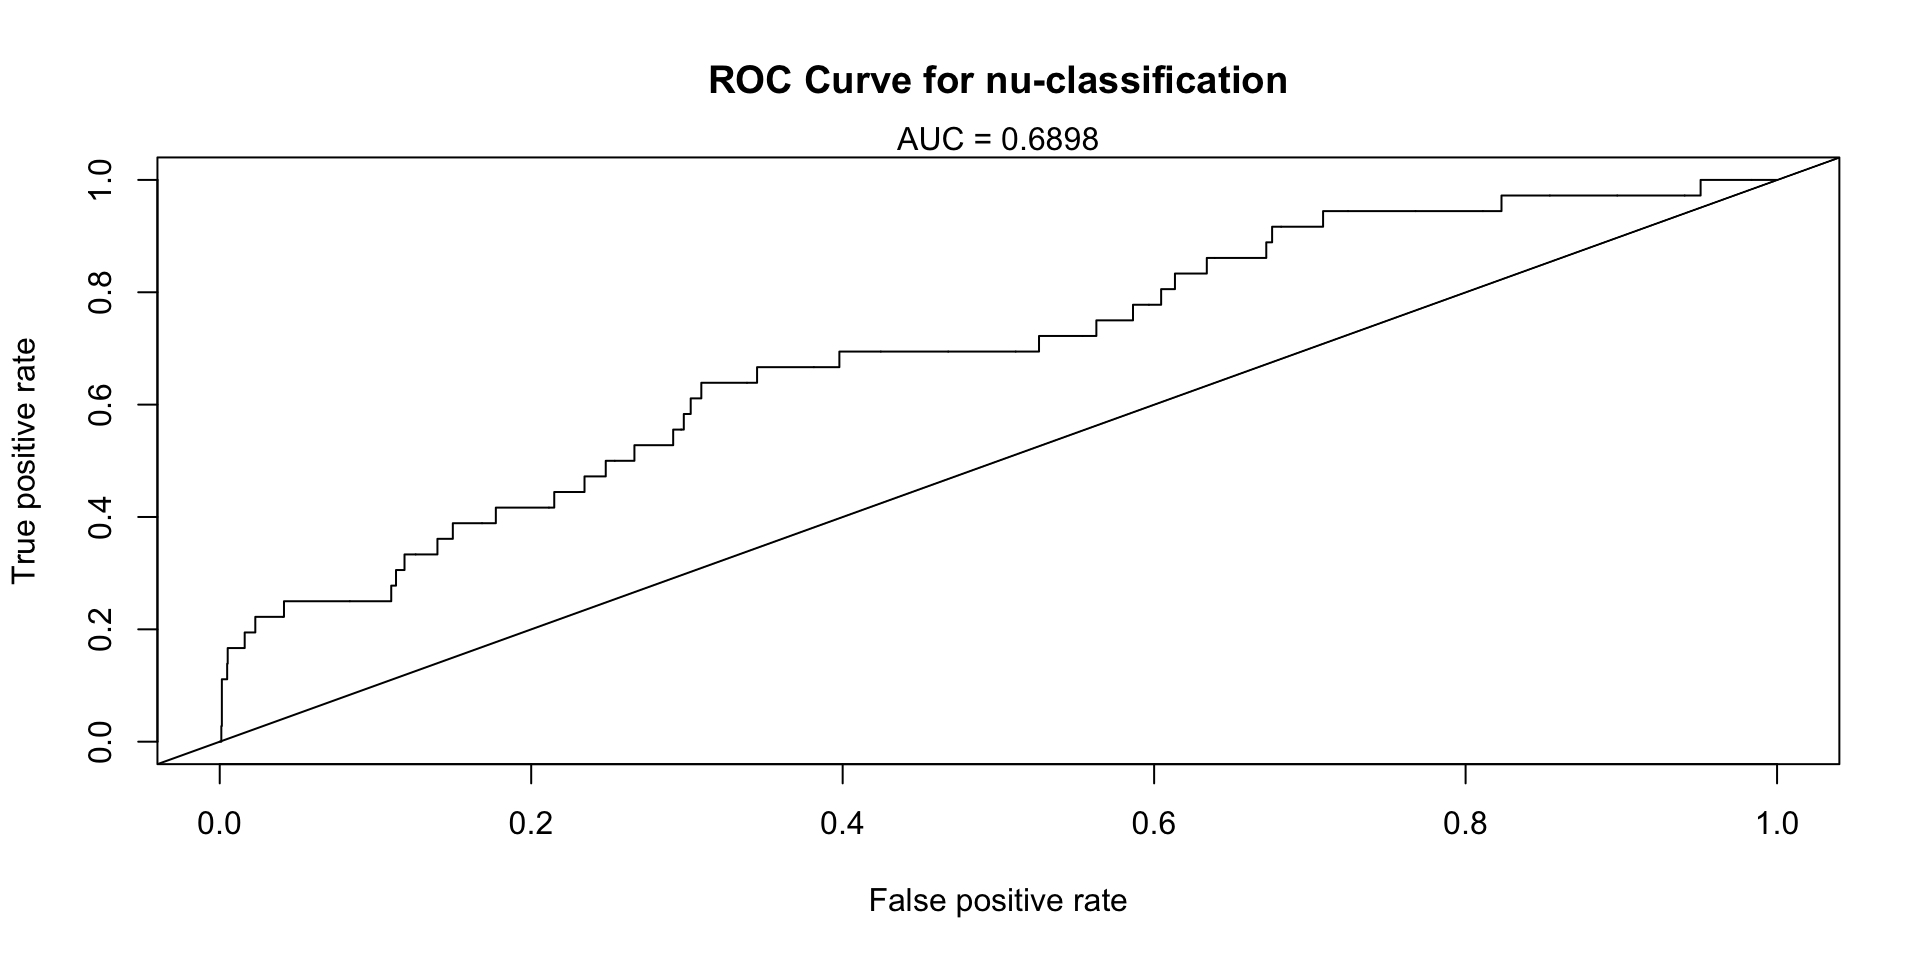 ROC Curve for nu-classification
AUC = 0.6898
True positive rate
1.0
0.8
0.6
0.4
0.2
0.0
0.0 0.2 0.4 0.6 0.8 1.0
False positive rate